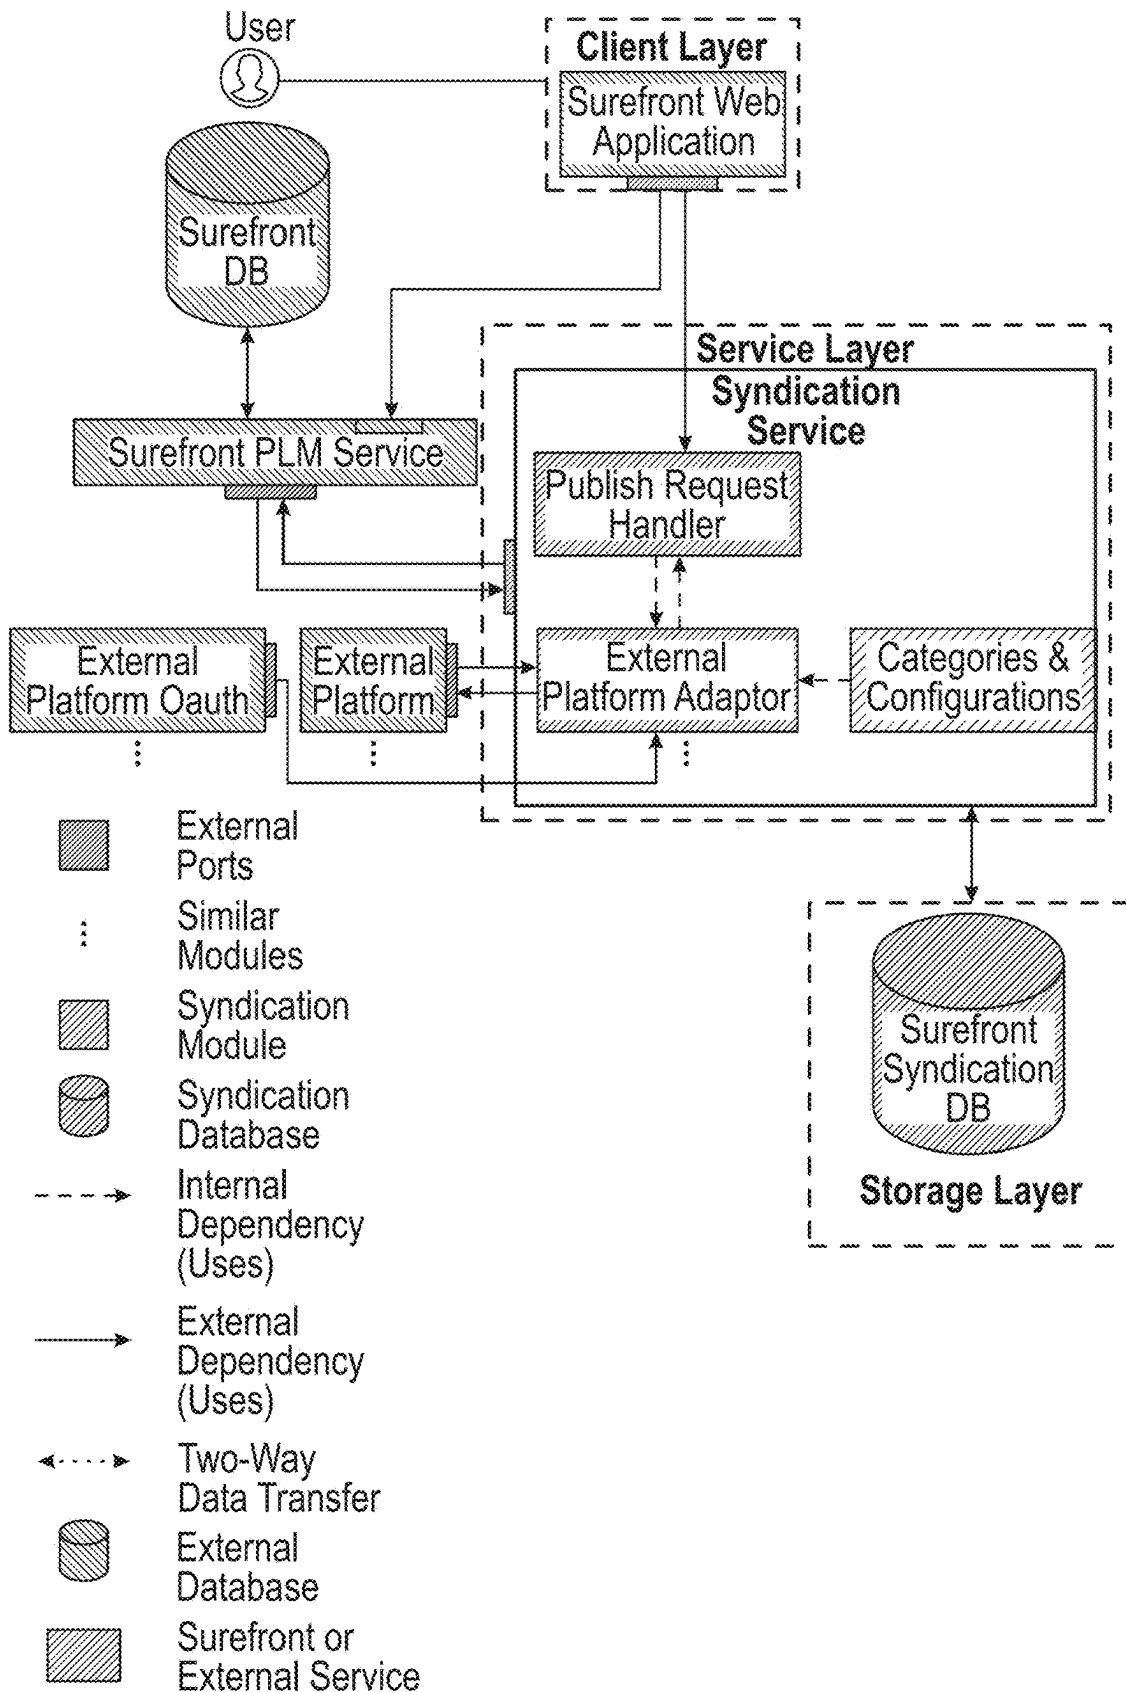 User
Client Layer
Surefront Web
Application
Surefront
DB
Service Layer
Syndication
Service
Surefront PLM Service
Publish Request
Handler
External
Platform Oauth
External
Platform
External
Platform Adaptor
Categories &
Configurations
External
Ports
Similar
Modules
Syndication
Module
Syndication
Database
Internal
Dependency
(Uses)
External
Dependency
(Uses)
Two-Way
Data Transfer
External
Database
Surefront or
External Service
Surefront
Syndication
DB
Storage Layer